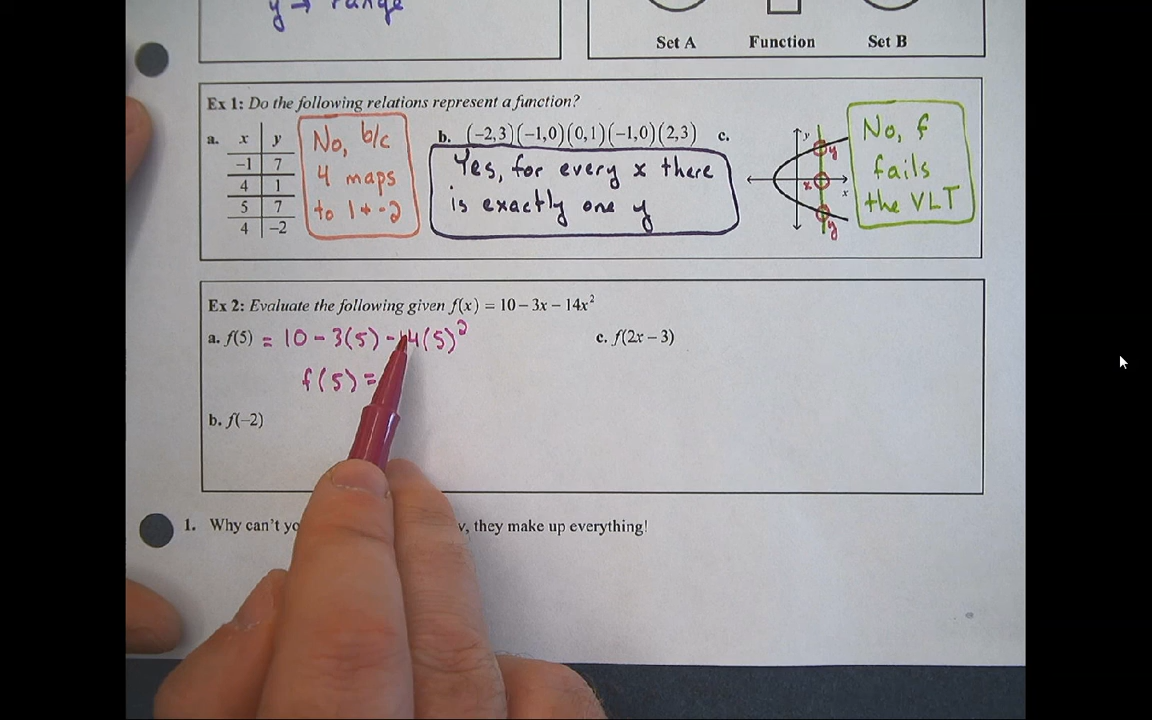 y → range
Set A Function Set B
Ex 1: Do the following relations represent a function?
a. x y
-1 7
4 1
5 7
4 -2
No, b/c
4 maps
to 1 + -2
b. (-2,3)(-1,0)(0,1)(-1,0)(2,3)
Yes, for every x there
is exactly one y
c.
y
x
y
x
y
No, f
fails
the VLT
Ex 2: Evaluate the following given f(x) = 10 – 3x – 14x²
a. f(5) = 10 - 3(5) - 14(5)²
f(5) =
b. f(–2)
c. f(2x – 3)
1. Why can't yo , they make up everything!